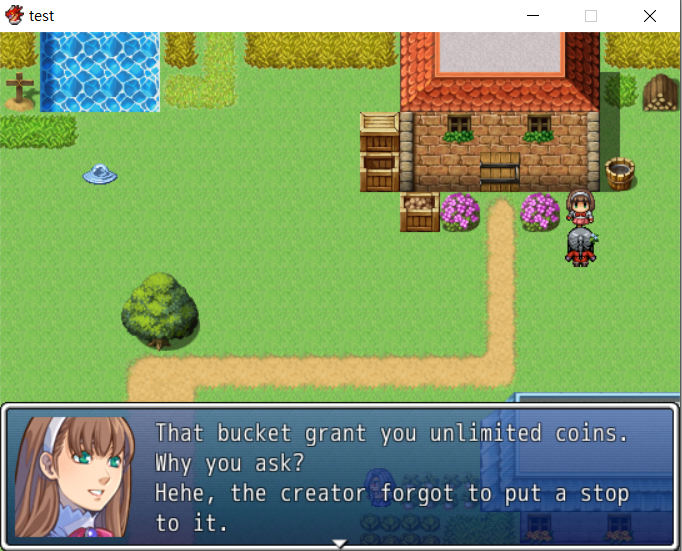 test
That bucket grant you unlimited coins.
Why you ask?
Hehe, the creator forgot to put a stop
to it.